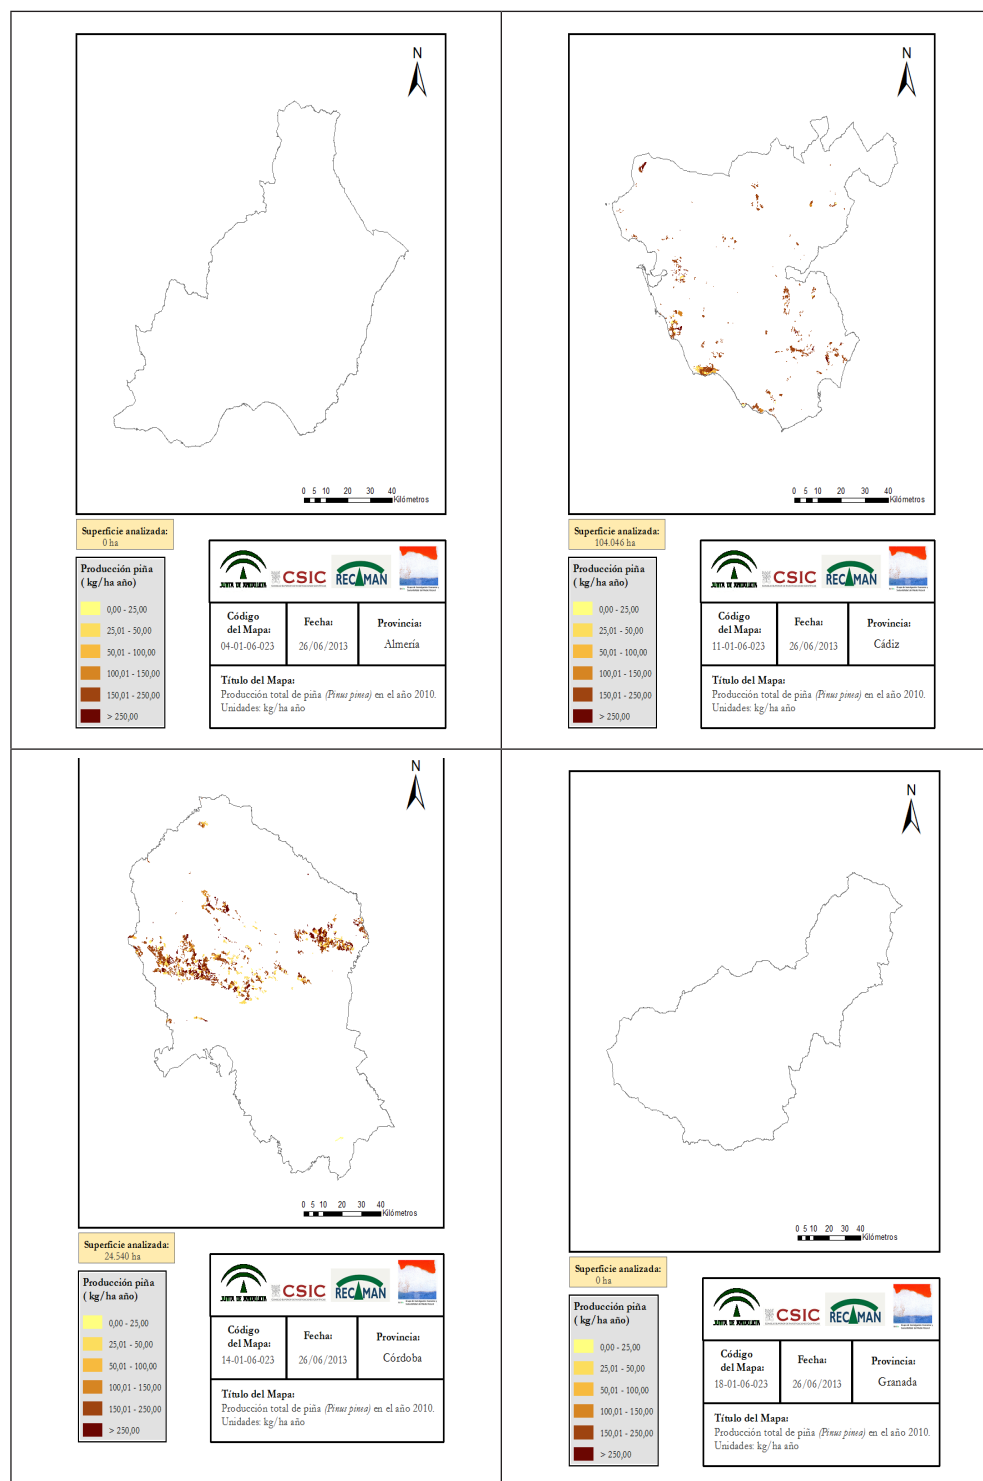 N
0 5 10 20 30 40
Kilómetros
Superficie analizada:
0 ha
Producción piña
( kg/ha año)
0,00 - 25,00
25,01 - 50,00
50,01 - 100,00
100,01 - 150,00
150,01 - 250,00
> 250,00
JUNTA DE ANDALUCIA
CSIC
RECAMAN
Código
del Mapa:
04-01-06-023
Fecha:
26/06/2013
Provincia:
Almería
Título del Mapa:
Producción total de piña (Pinus pinea) en el año 2010.
Unidades: kg/ha año
N
0 5 10 20 30 40
Kilómetros
Superficie analizada:
104.046 ha
Producción piña
( kg/ha año)
0,00 - 25,00
25,01 - 50,00
50,01 - 100,00
100,01 - 150,00
150,01 - 250,00
> 250,00
JUNTA DE ANDALUCIA
CSIC
RECAMAN
Código
del Mapa:
11-01-06-023
Fecha:
26/06/2013
Provincia:
Cádiz
Título del Mapa:
Producción total de piña (Pinus pinea) en el año 2010.
Unidades: kg/ha año
N
0 5 10 20 30 40
Kilómetros
Superficie analizada:
24.540 ha
Producción piña
( kg/ha año)
0,00 - 25,00
25,01 - 50,00
50,01 - 100,00
100,01 - 150,00
150,01 - 250,00
> 250,00
JUNTA DE ANDALUCIA
CSIC
RECAMAN
Código
del Mapa:
14-01-06-023
Fecha:
26/06/2013
Provincia:
Córdoba
Título del Mapa:
Producción total de piña (Pinus pinea) en el año 2010.
Unidades: kg/ha año
N
0 5 10 20 30 40
Kilómetros
Superficie analizada:
0 ha
Producción piña
( kg/ha año)
0,00 - 25,00
25,01 - 50,00
50,01 - 100,00
100,01 - 150,00
150,01 - 250,00
> 250,00
JUNTA DE ANDALUCIA
CSIC
RECAMAN
Código
del Mapa:
18-01-06-023
Fecha:
26/06/2013
Provincia:
Granada
Título del Mapa:
Producción total de piña (Pinus pinea) en el año 2010.
Unidades: kg/ha año